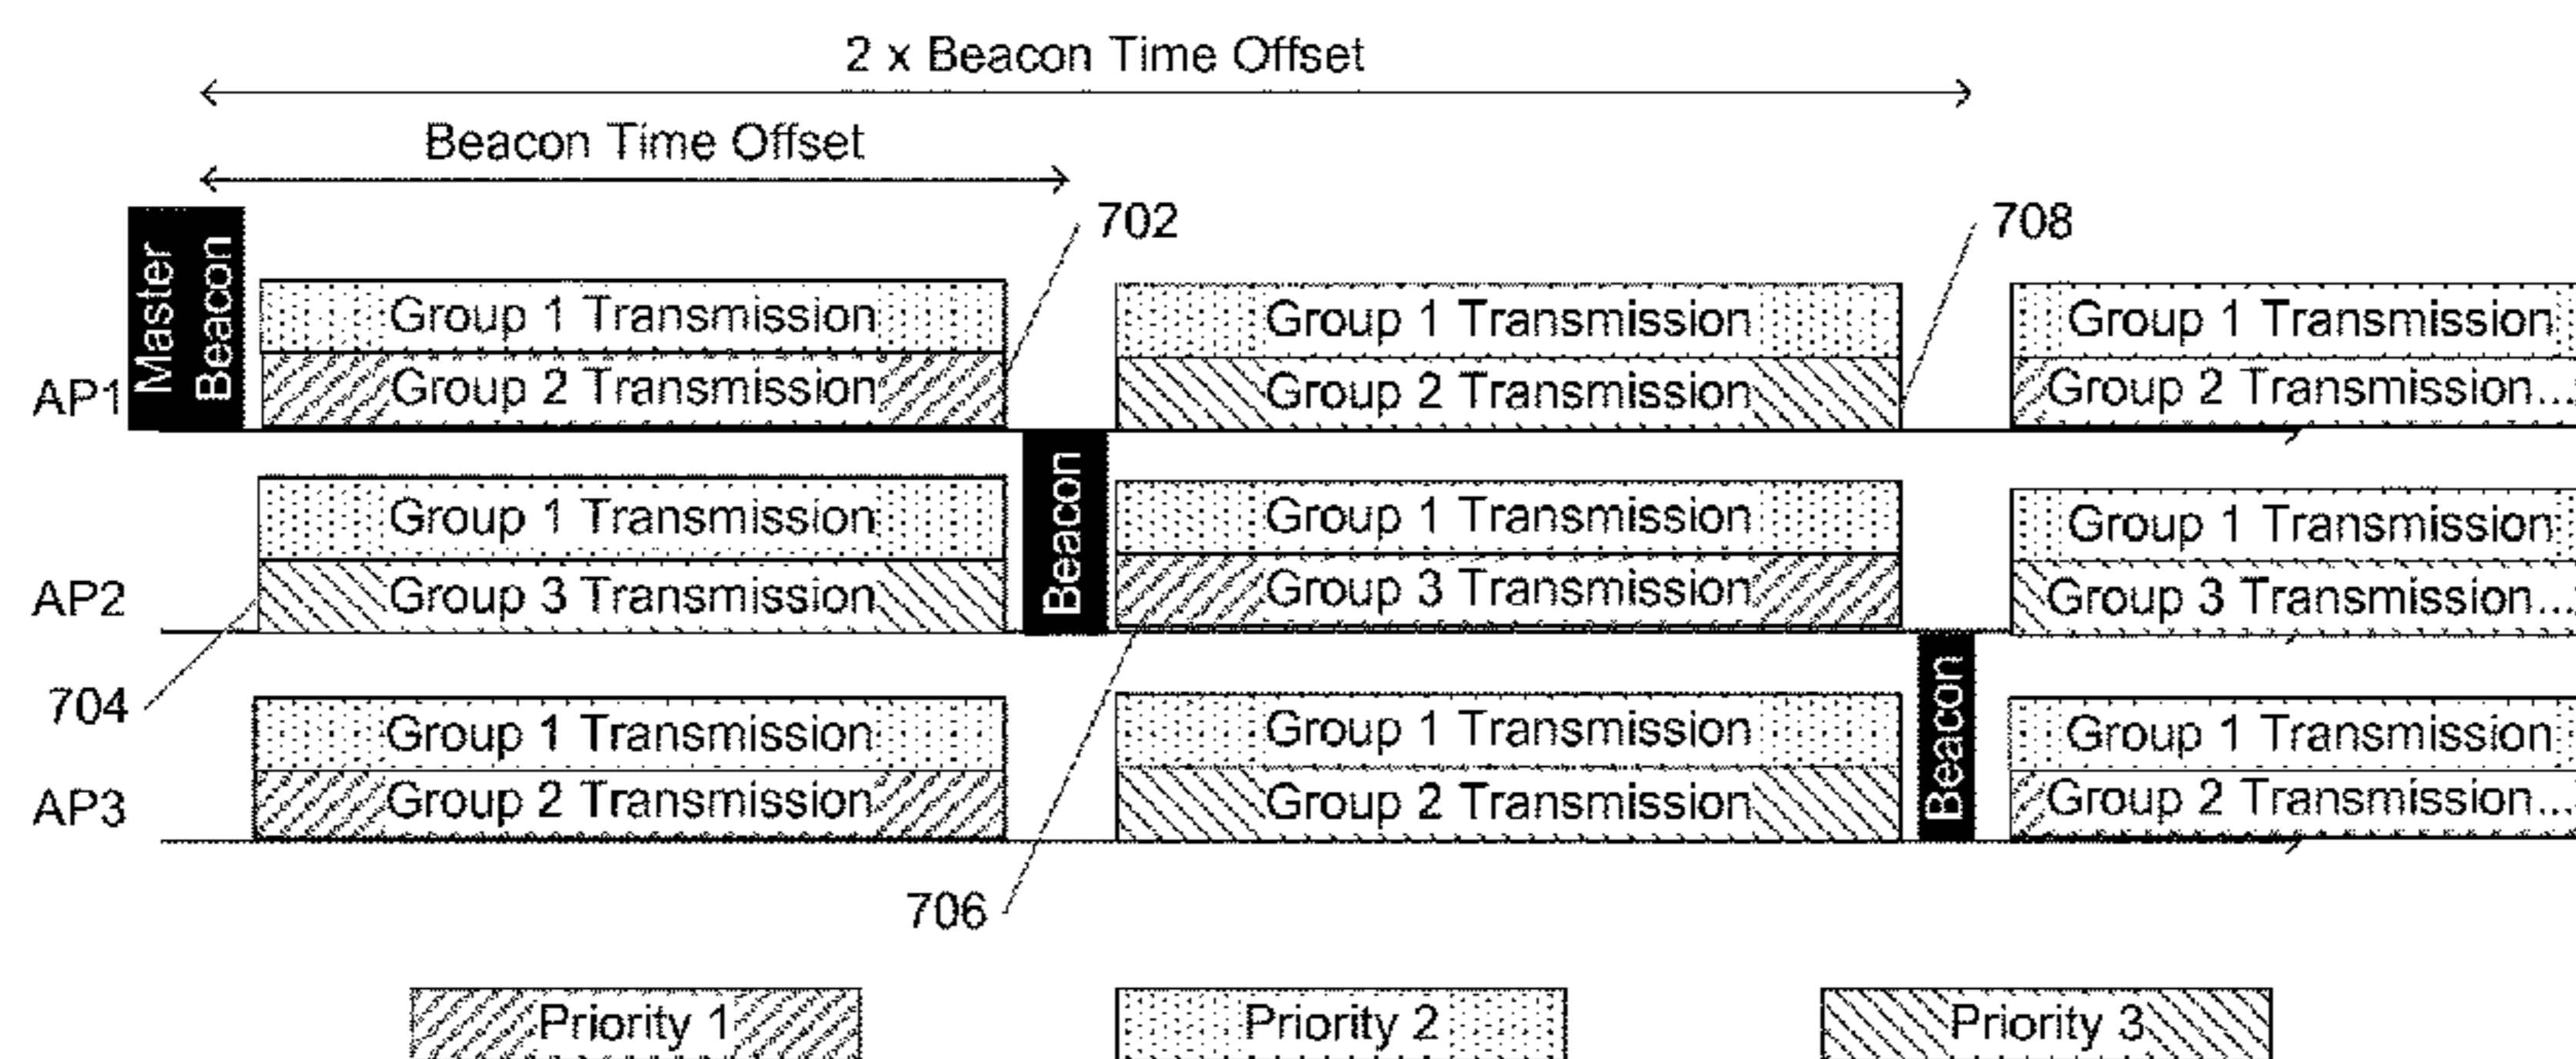 2 x Beacon Time Offset
Beacon Time Offset
702
708
Master
Beacon
AP1
Group 1 Transmission
Group 1 Transmission
Group 1 Transmission
Group 2 Transmission
Group 2 Transmission
Group 2 Transmission...
Beacon
AP2
Group 1 Transmission
Group 1 Transmission
Group 1 Transmission
Group 3 Transmission
Group 3 Transmission
Group 3 Transmission...
704
Beacon
AP3
Group 1 Transmission
Group 1 Transmission
Group 1 Transmission
Group 2 Transmission
Group 2 Transmission
Group 2 Transmission...
706
Priority 1
Priority 2
Priority 3